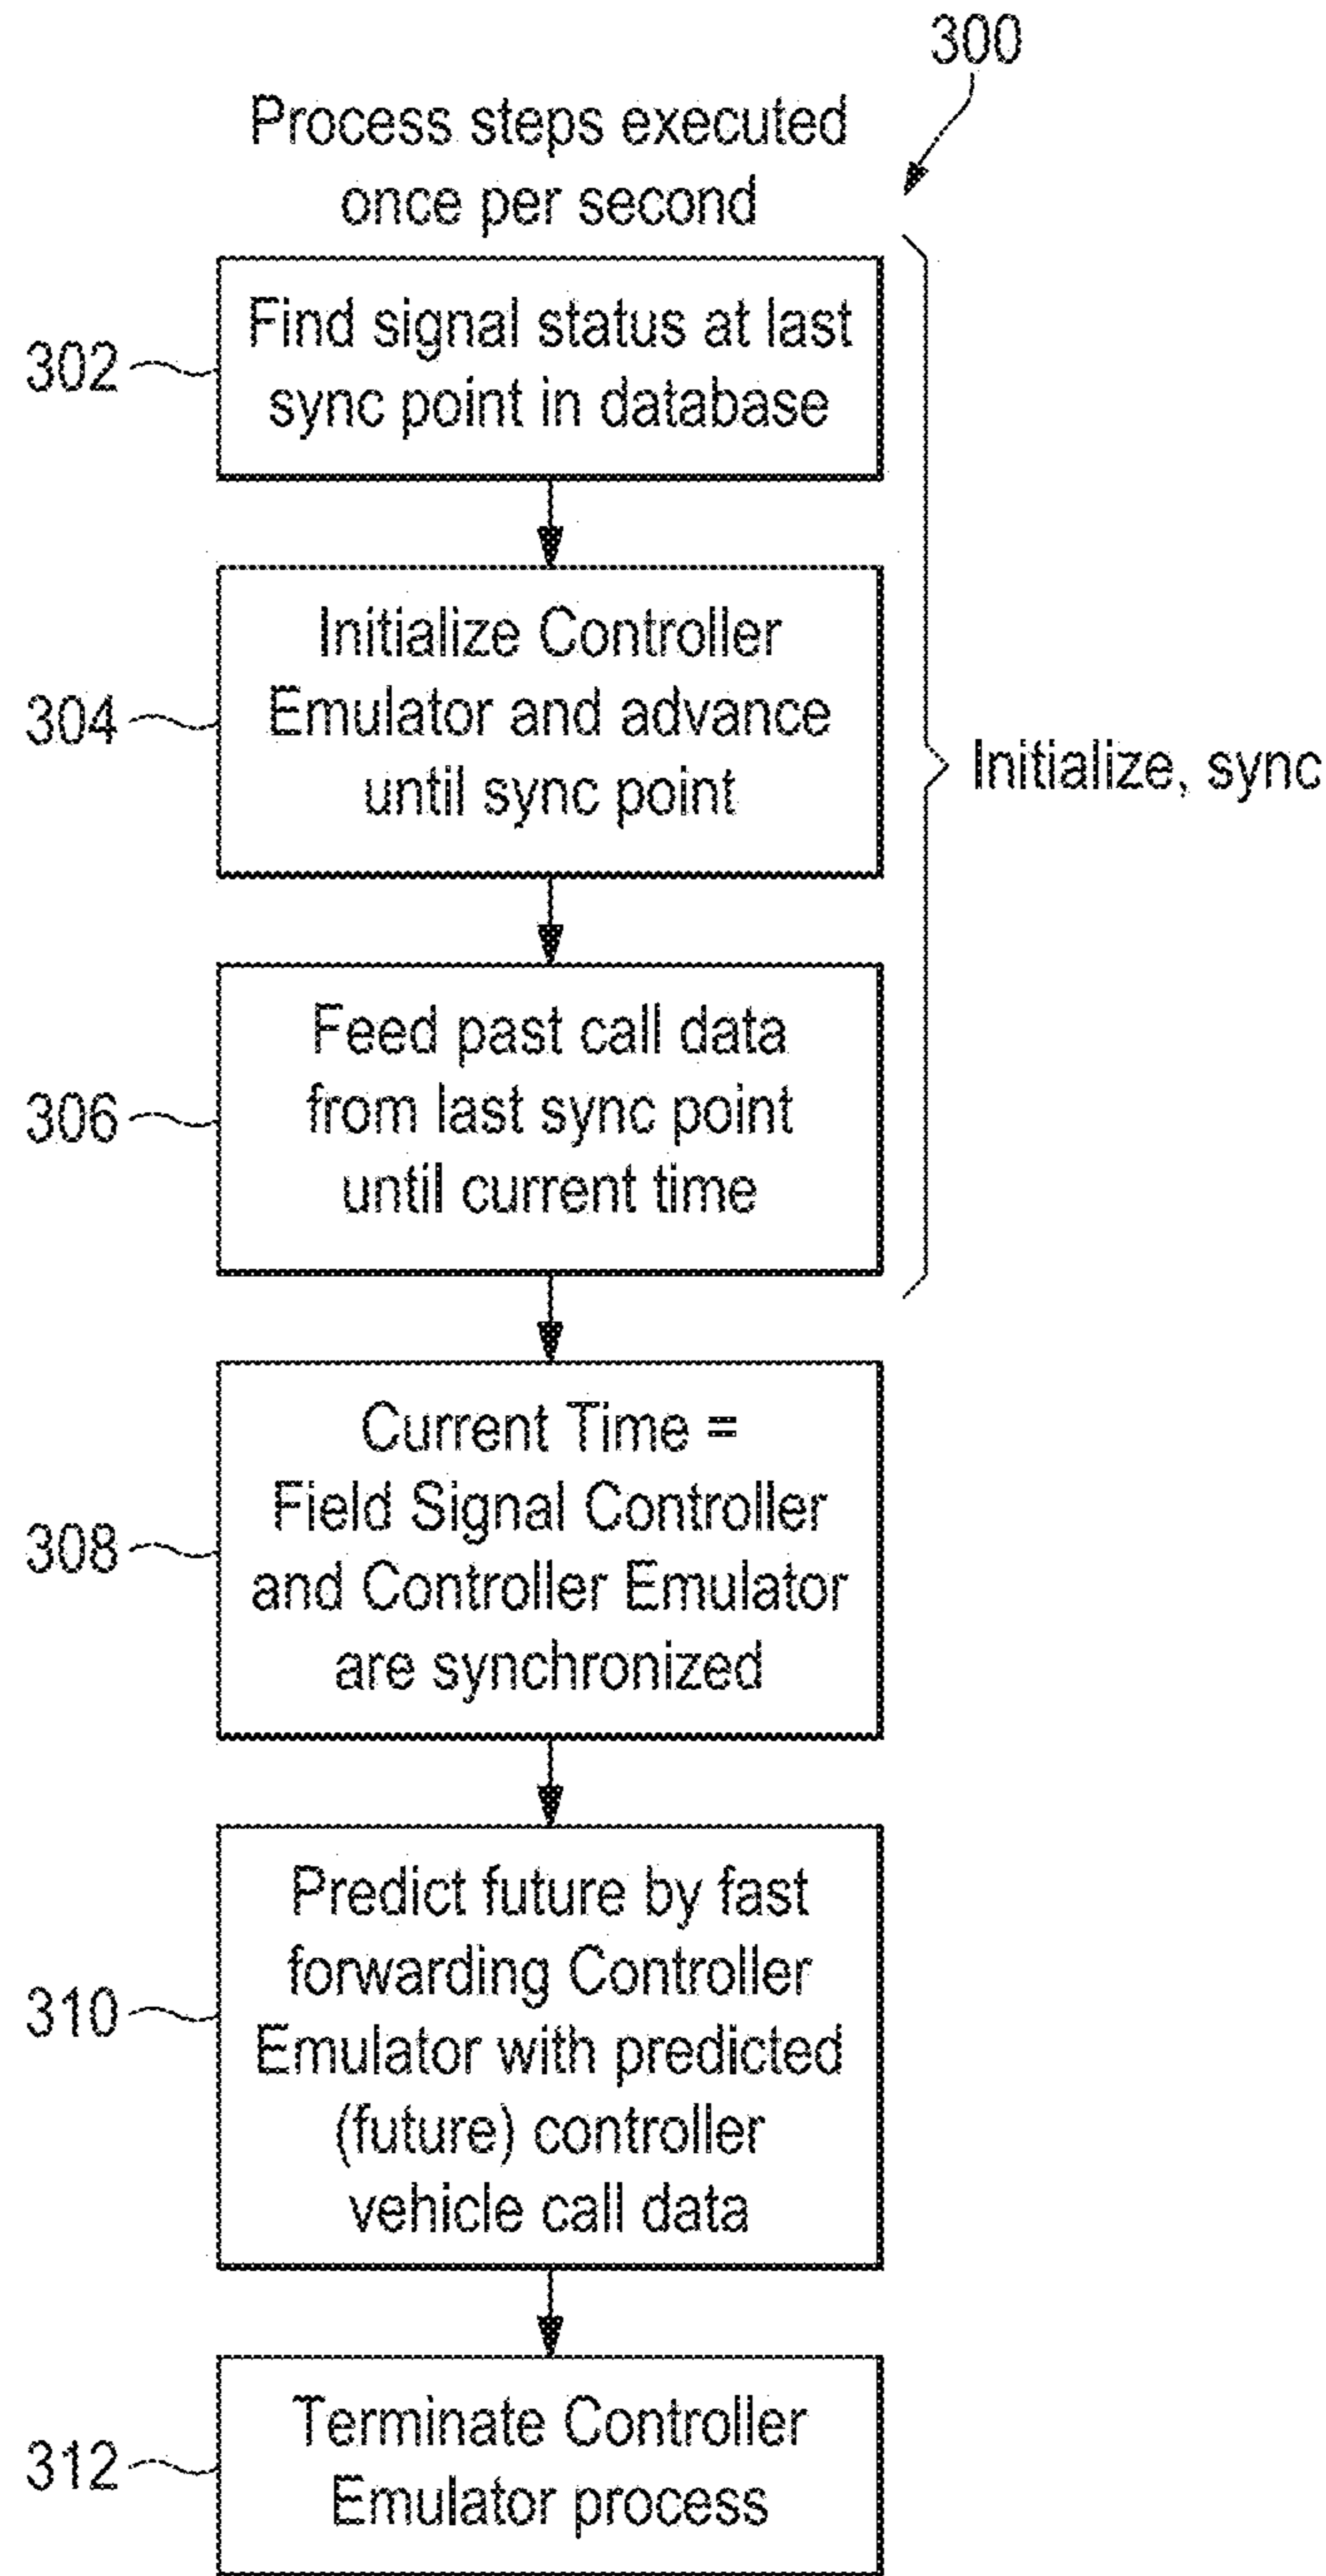 300
Process steps executed
once per second
302
Find signal status at last
sync point in database
304
Initialize Controller
Emulator and advance
until sync point
Initialize, sync
306
Feed past call data
from last sync point
until current time
308
Current Time =
Field Signal Controller
and Controller Emulator
are synchronized
310
Predict future by fast
forwarding Controller
Emulator with predicted
(future) controller
vehicle call data
312
Terminate Controller
Emulator process